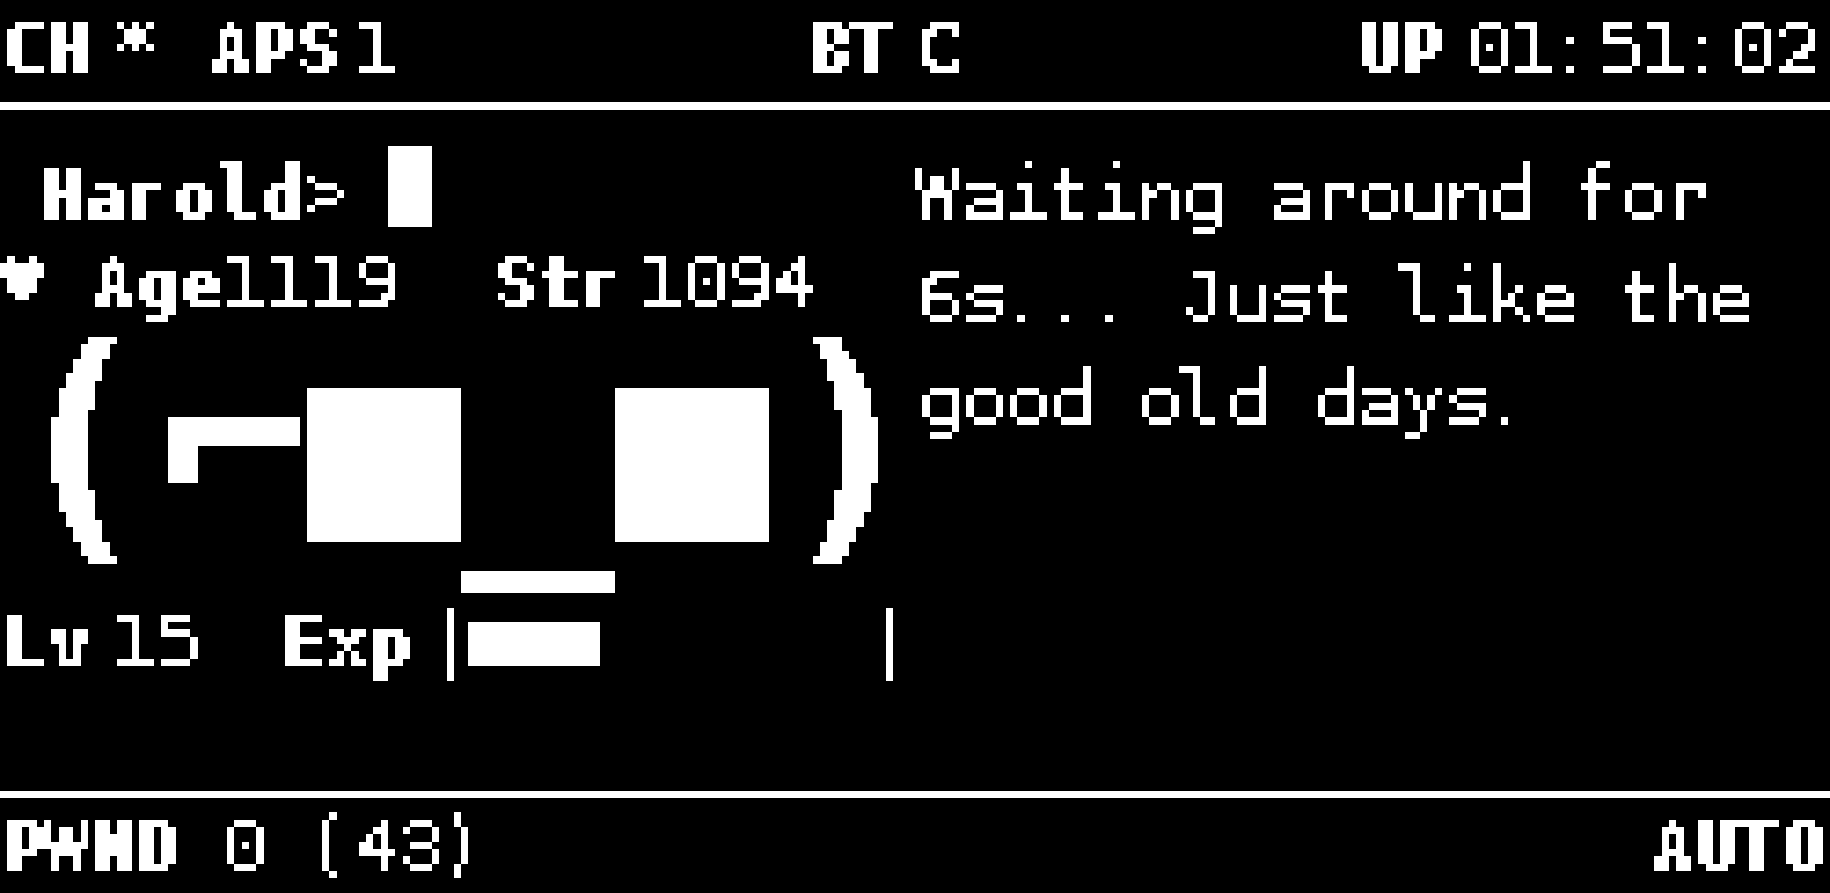 CH * APS 1 BT C UP 01:51:02
Harold> █
♥ Age 1119 Str 1094
(⌐■_■)
Lv 15 Exp |███ |
Waiting around for
6s... Just like the
good old days.
PWND 0 (43) AUTO